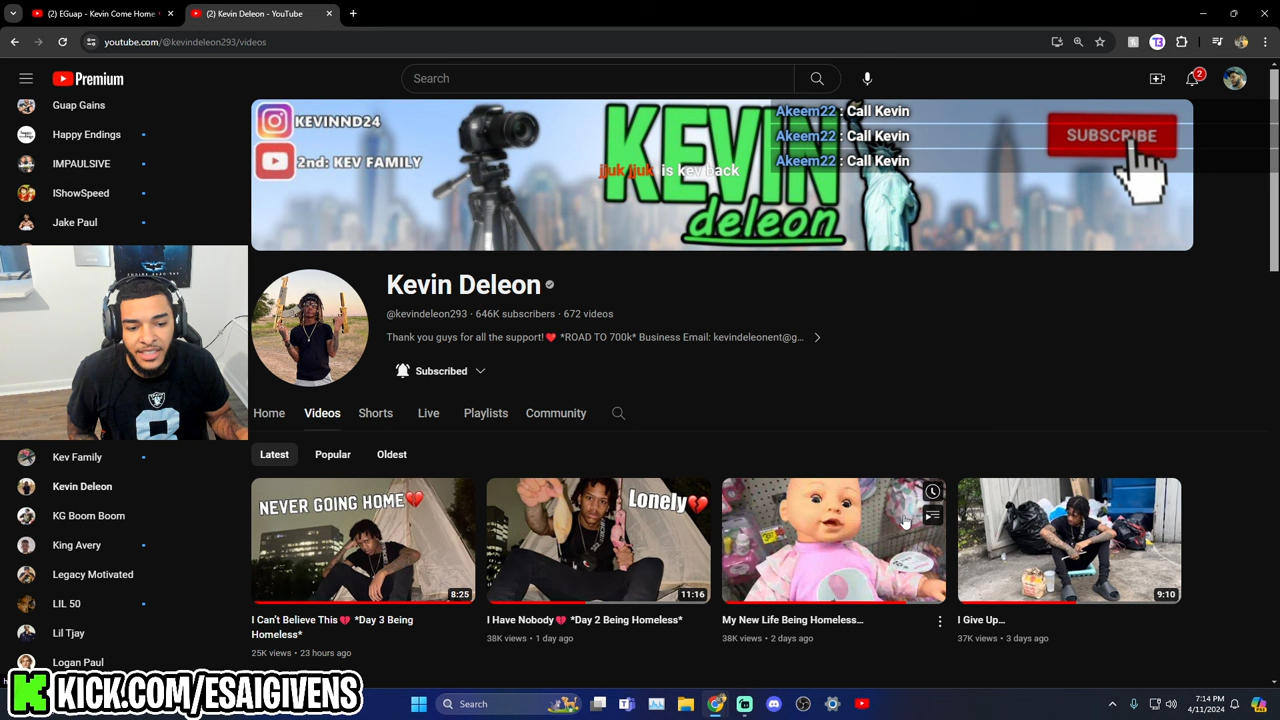 (2) EGuap - Kevin Come Home
(2) Kevin Deleon - YouTube
youtube.com/@kevindeleon293/videos
Premium
Search
2
Guap Gains
Happy Endings
IMPAULSIVE
IShowSpeed
Jake Paul
KEVINND24
2nd: KEV FAMILY
KEVIN
deleon
jjuk jjuk is kev back
Akeem22 : Call Kevin
Akeem22 : Call Kevin
Akeem22 : Call Kevin
SUBSCRIBE
Kevin Deleon
@kevindeleon293 · 646K subscribers · 672 videos
Thank you guys for all the support!❤️ *ROAD TO 700k* Business Email: kevindeleonent@g...
Subscribed
Home Videos Shorts Live Playlists Community
Latest Popular Oldest
Kev Family
Kevin Deleon
KG Boom Boom
King Avery
Legacy Motivated
LIL 50
Lil Tjay
Logan Paul
NEVER GOING HOME💔
8:25
I Can't Believe This💔 *Day 3 Being
Homeless*
25K views · 23 hours ago
Lonely💔
11:16
I Have Nobody💔 *Day 2 Being Homeless*
38K views · 1 day ago
My New Life Being Homeless...
38K views · 2 days ago
9:10
I Give Up...
37K views · 3 days ago
K KICK.COM/ESAIGIVENS
Search
7:14 PM
4/11/2024